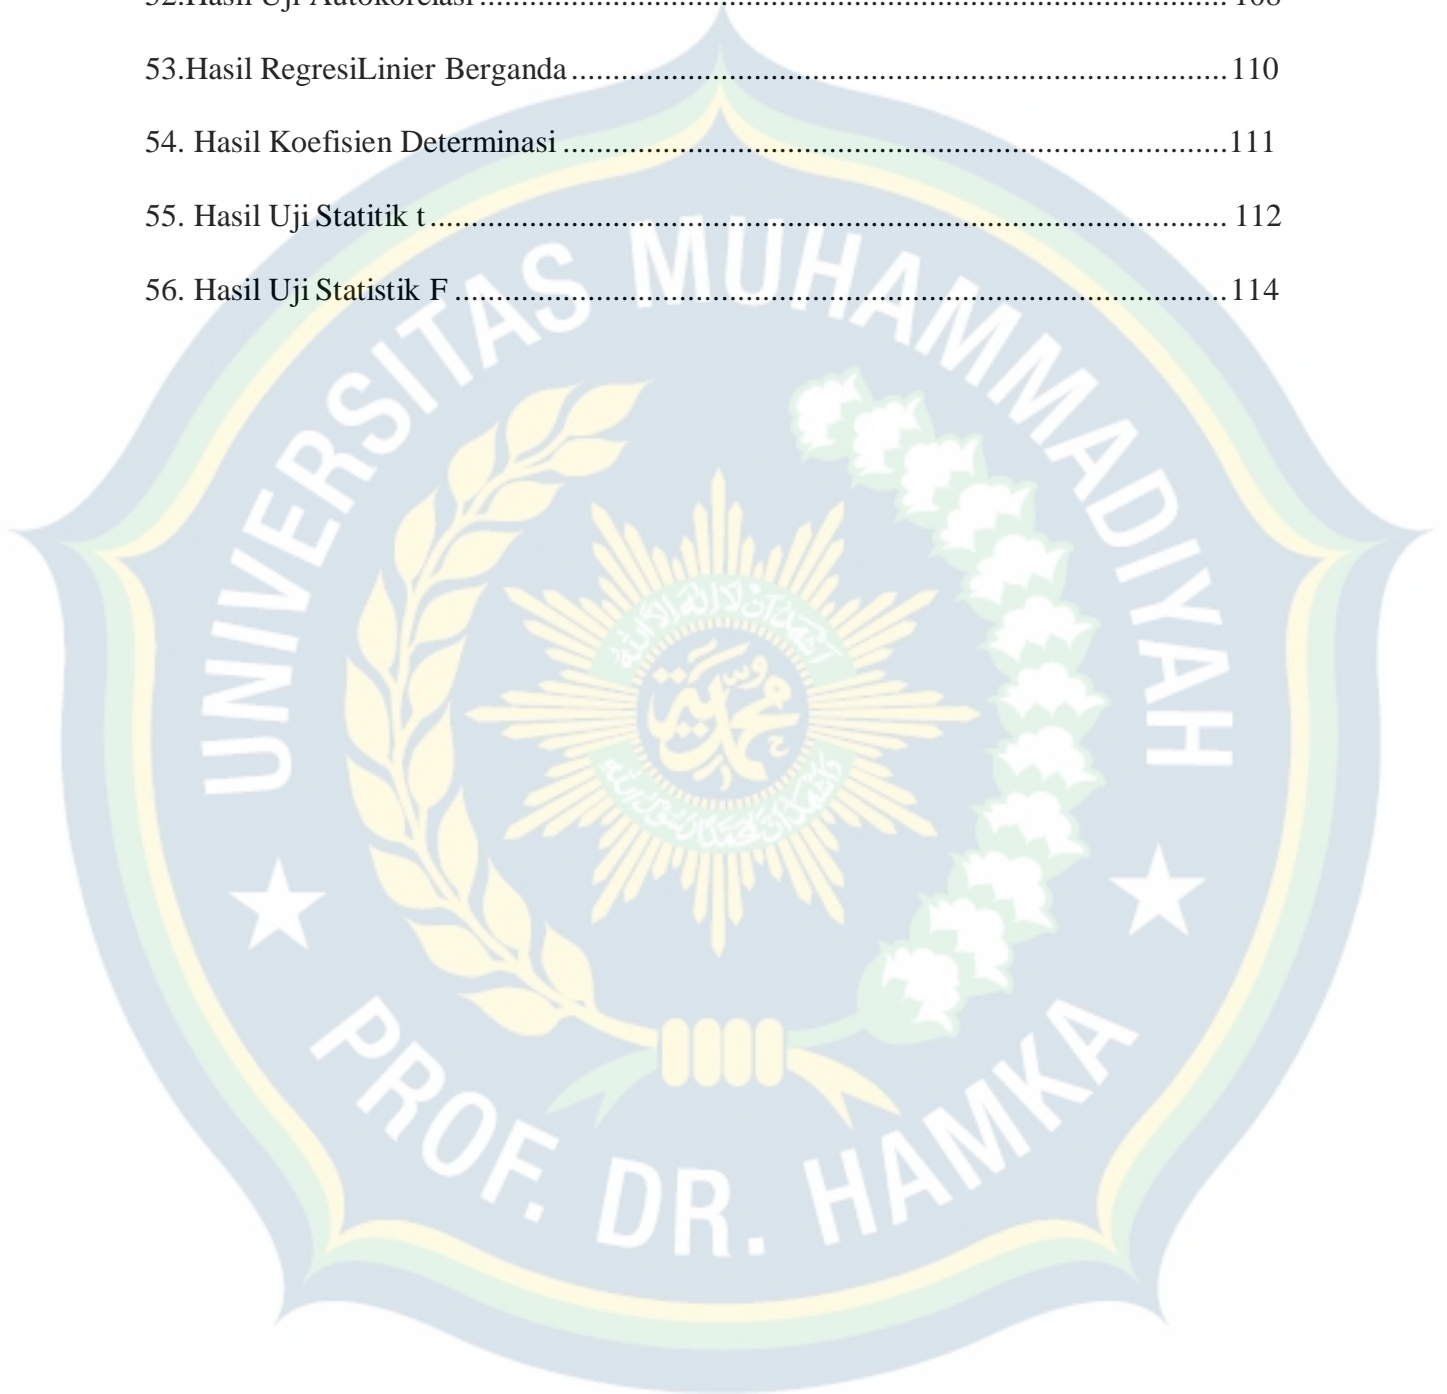 52.Hasil Uji Autokorelasi ........................................................................................... 108
53.Hasil RegresiLinier Berganda ................................................................................ 110
54. Hasil Koefisien Determinasi ................................................................................. 111
55. Hasil Uji Statitik t ................................................................................................. 112
56. Hasil Uji Statistik F .............................................................................................. 114
UNIVERSITAS MUHAMMADIYAH
PROF. DR. HAMKA